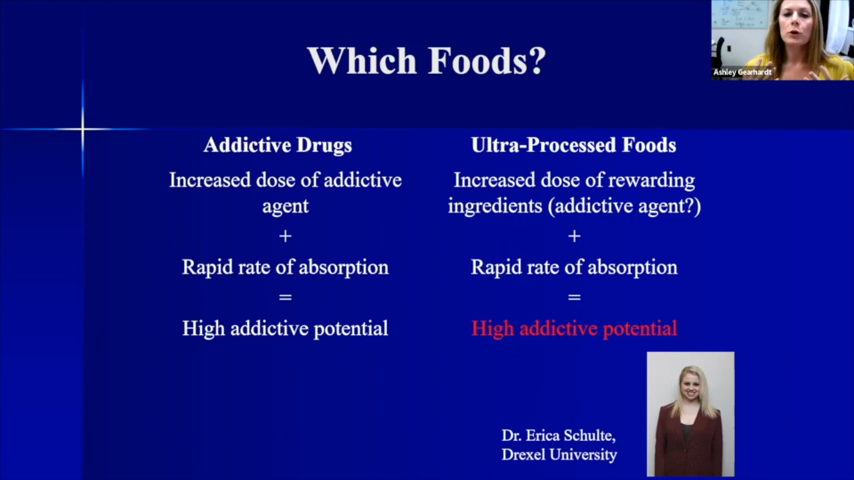 Which Foods?
Ashley Gearhardt
Addictive Drugs
Increased dose of addictive
agent
+
Rapid rate of absorption
=
High addictive potential
Ultra-Processed Foods
Increased dose of rewarding
ingredients (addictive agent?)
+
Rapid rate of absorption
=
High addictive potential
Dr. Erica Schulte,
Drexel University